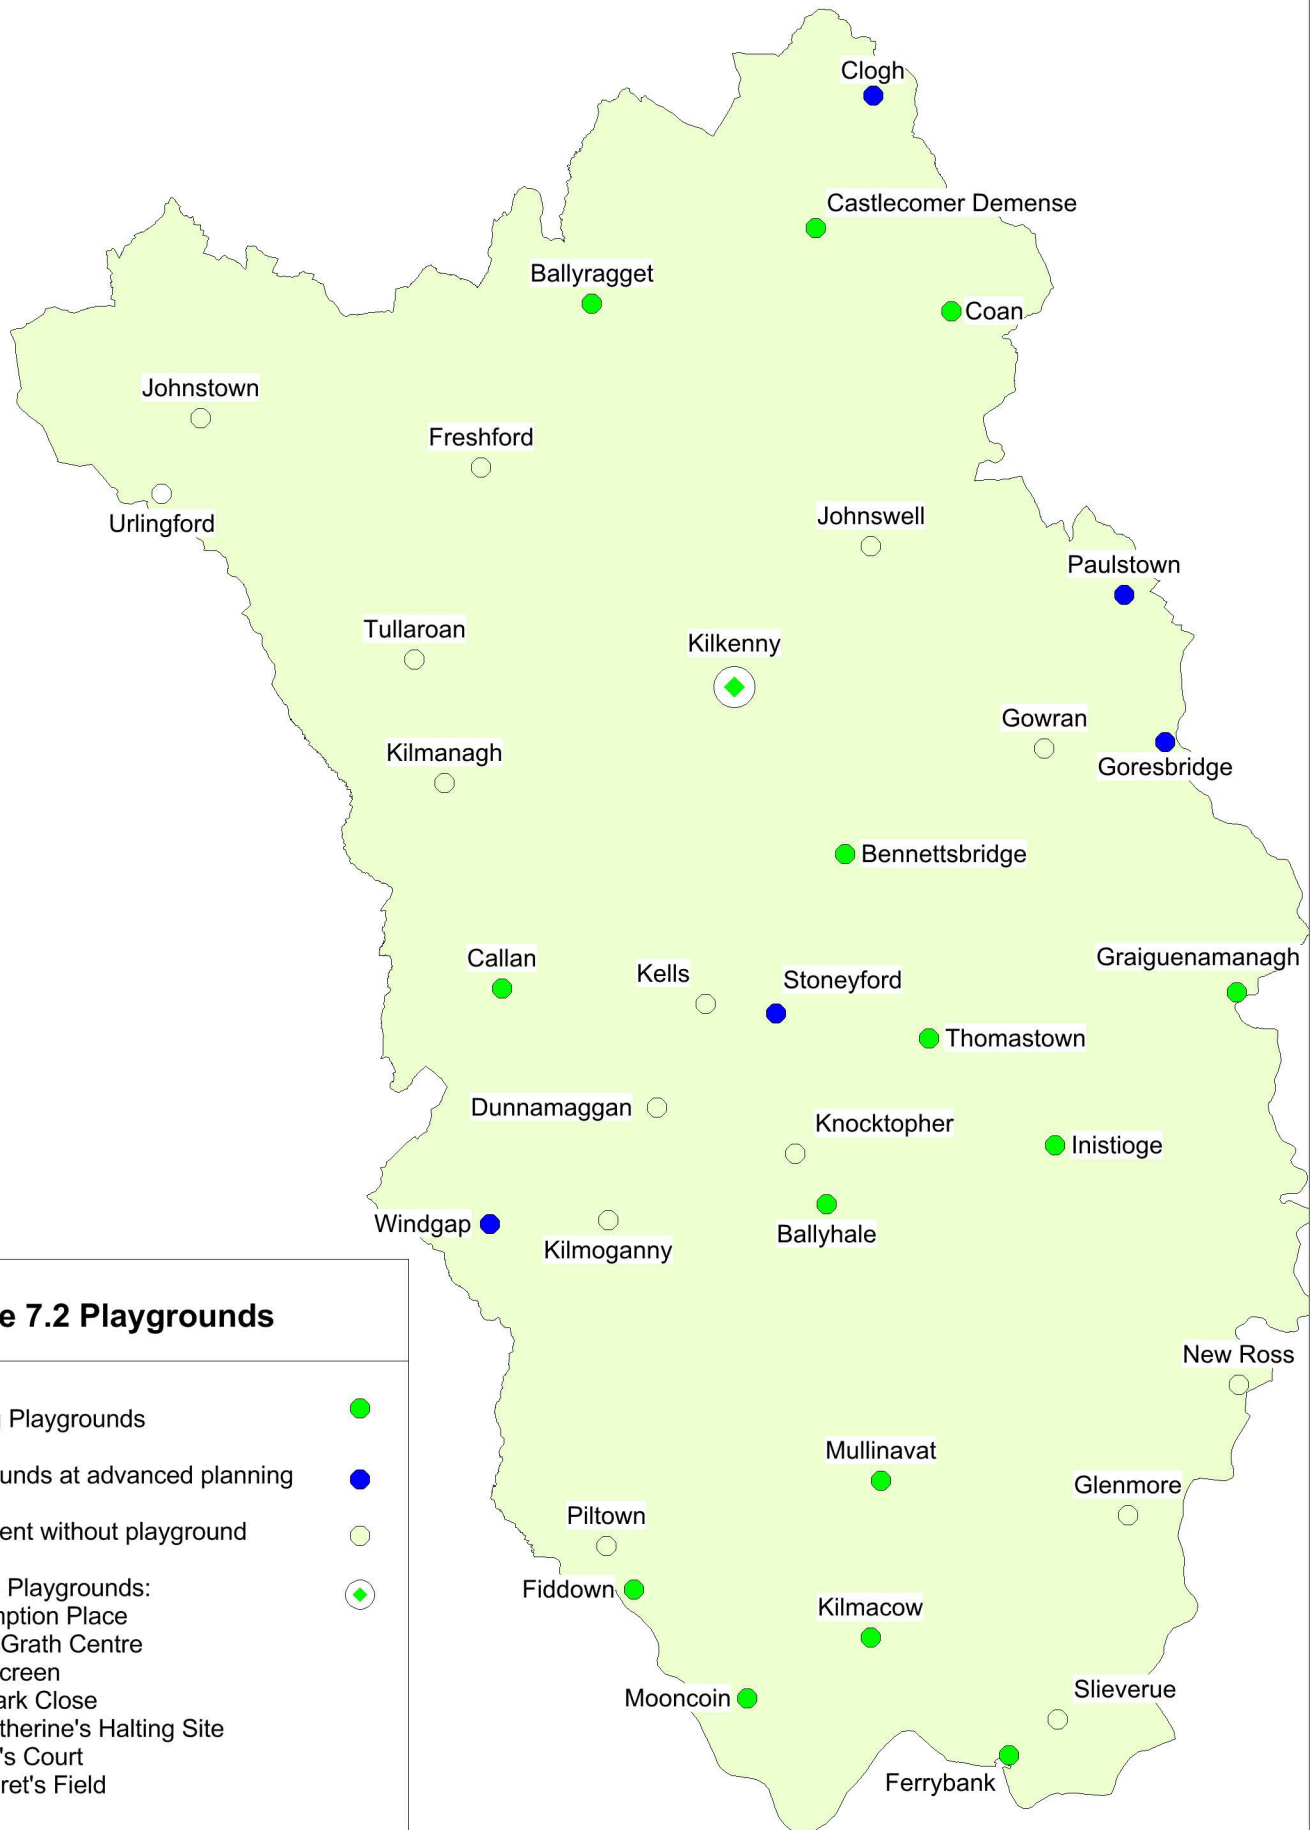 Clogh
Castlecomer Demense
Ballyragget
Coan
Johnstown
Freshford
Urlingford
Johnswell
Paulstown
Tullaroan
Kilkenny
Gowran
Kilmanagh
Goresbridge
Bennettsbridge
Callan
Kells
Stoneyford
Graiguenamanagh
Thomastown
Dunnamaggan
Knocktopher
Inistioge
Windgap
Kilmoganny
Ballyhale
New Ross
Mullinavat
Glenmore
Piltown
Fiddown
Kilmacow
Mooncoin
Slieverue
Ferrybank
e 7.2 Playgrounds
Playgrounds
unds at advanced planning
ent without playground
Playgrounds:
nption Place
Grath Centre
creen
ark Close
therine's Halting Site
's Court
ret's Field